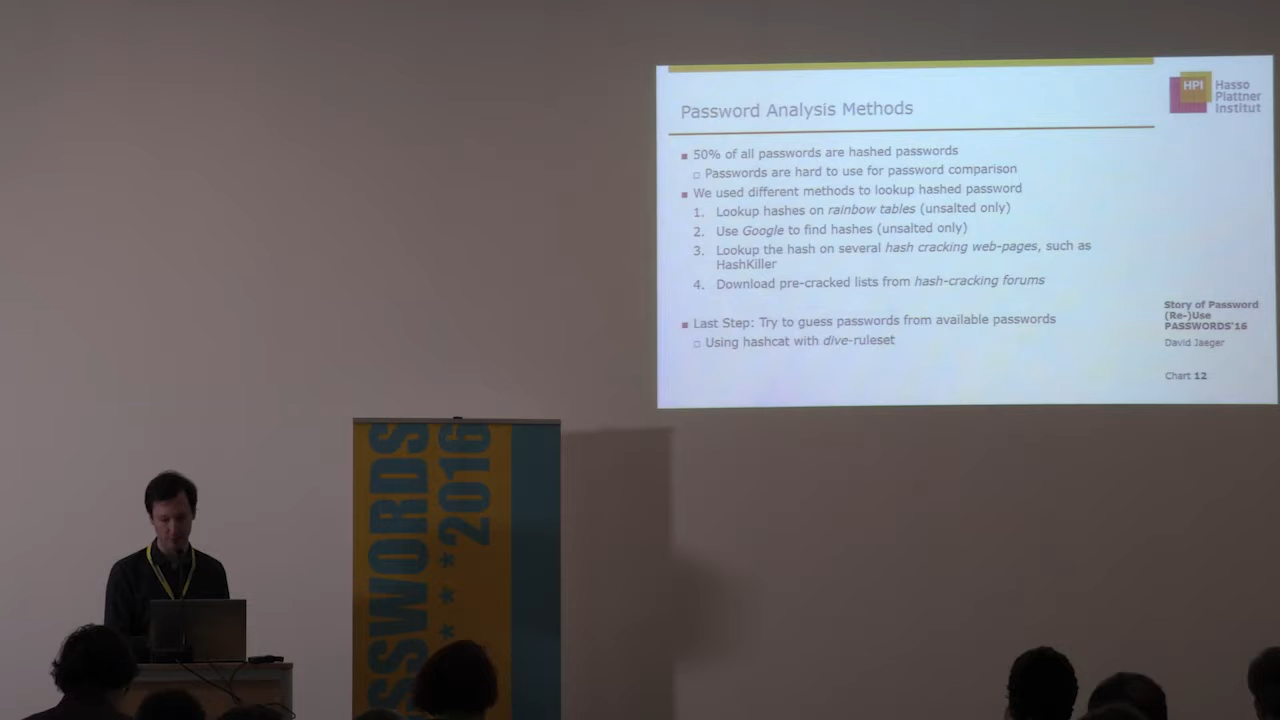 HPI
Hasso
Plattner
Institut
Password Analysis Methods
50% of all passwords are hashed passwords
Passwords are hard to use for password comparison
We used different methods to lookup hashed password
1. Lookup hashes on rainbow tables (unsalted only)
2. Use Google to find hashes (unsalted only)
3. Lookup the hash on several hash cracking web-pages, such as
HashKiller
4. Download pre-cracked lists from hash-cracking forums
Last Step: Try to guess passwords from available passwords
Using hashcat with dive-ruleset
Story of Password
(Re-)Use
PASSWORDS'16
David Jaeger
Chart 12
SSWORDS
2016